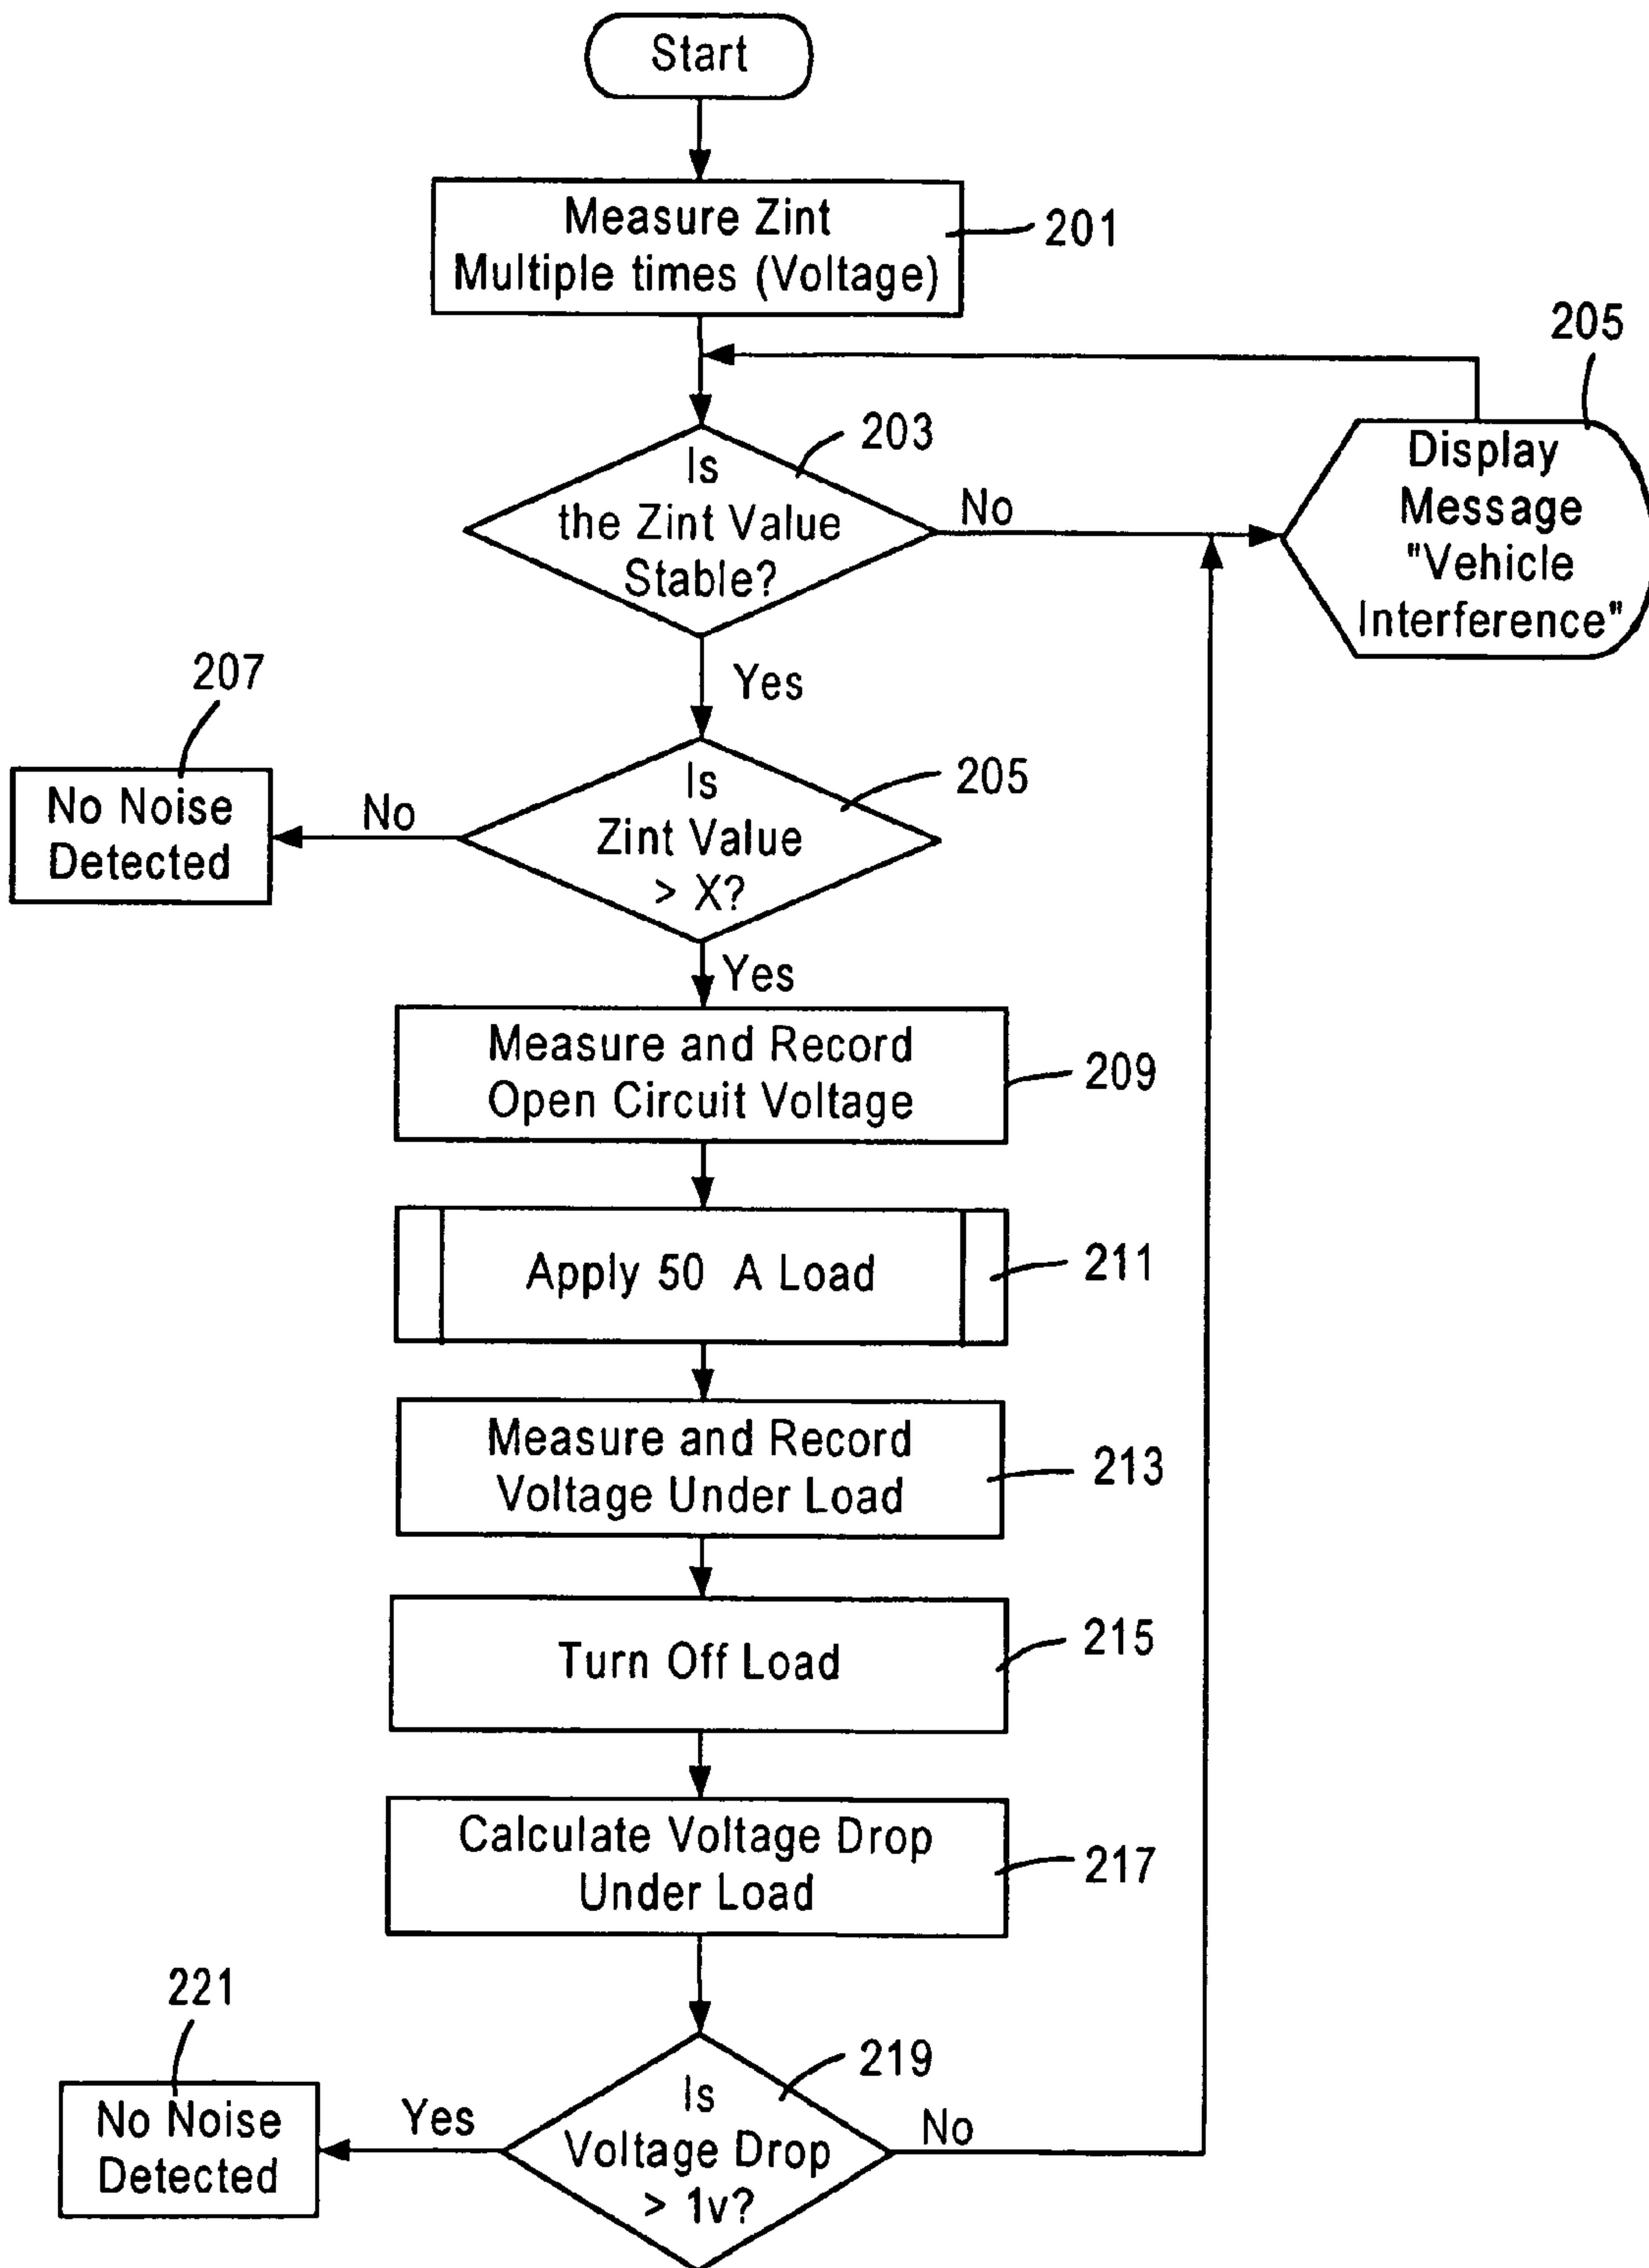 Start
Measure Zint
Multiple times (Voltage)
201
205
Display
Message
"Vehicle
Interference"
203
Is
the Zint Value
Stable?
No
Yes
207
No Noise
Detected
No
205
Is
Zint Value
> X?
Yes
Measure and Record
Open Circuit Voltage
209
Apply 50 A Load
211
Measure and Record
Voltage Under Load
213
Turn Off Load
215
Calculate Voltage Drop
Under Load
217
221
No Noise
Detected
Yes
219
Is
Voltage Drop
> 1v?
No